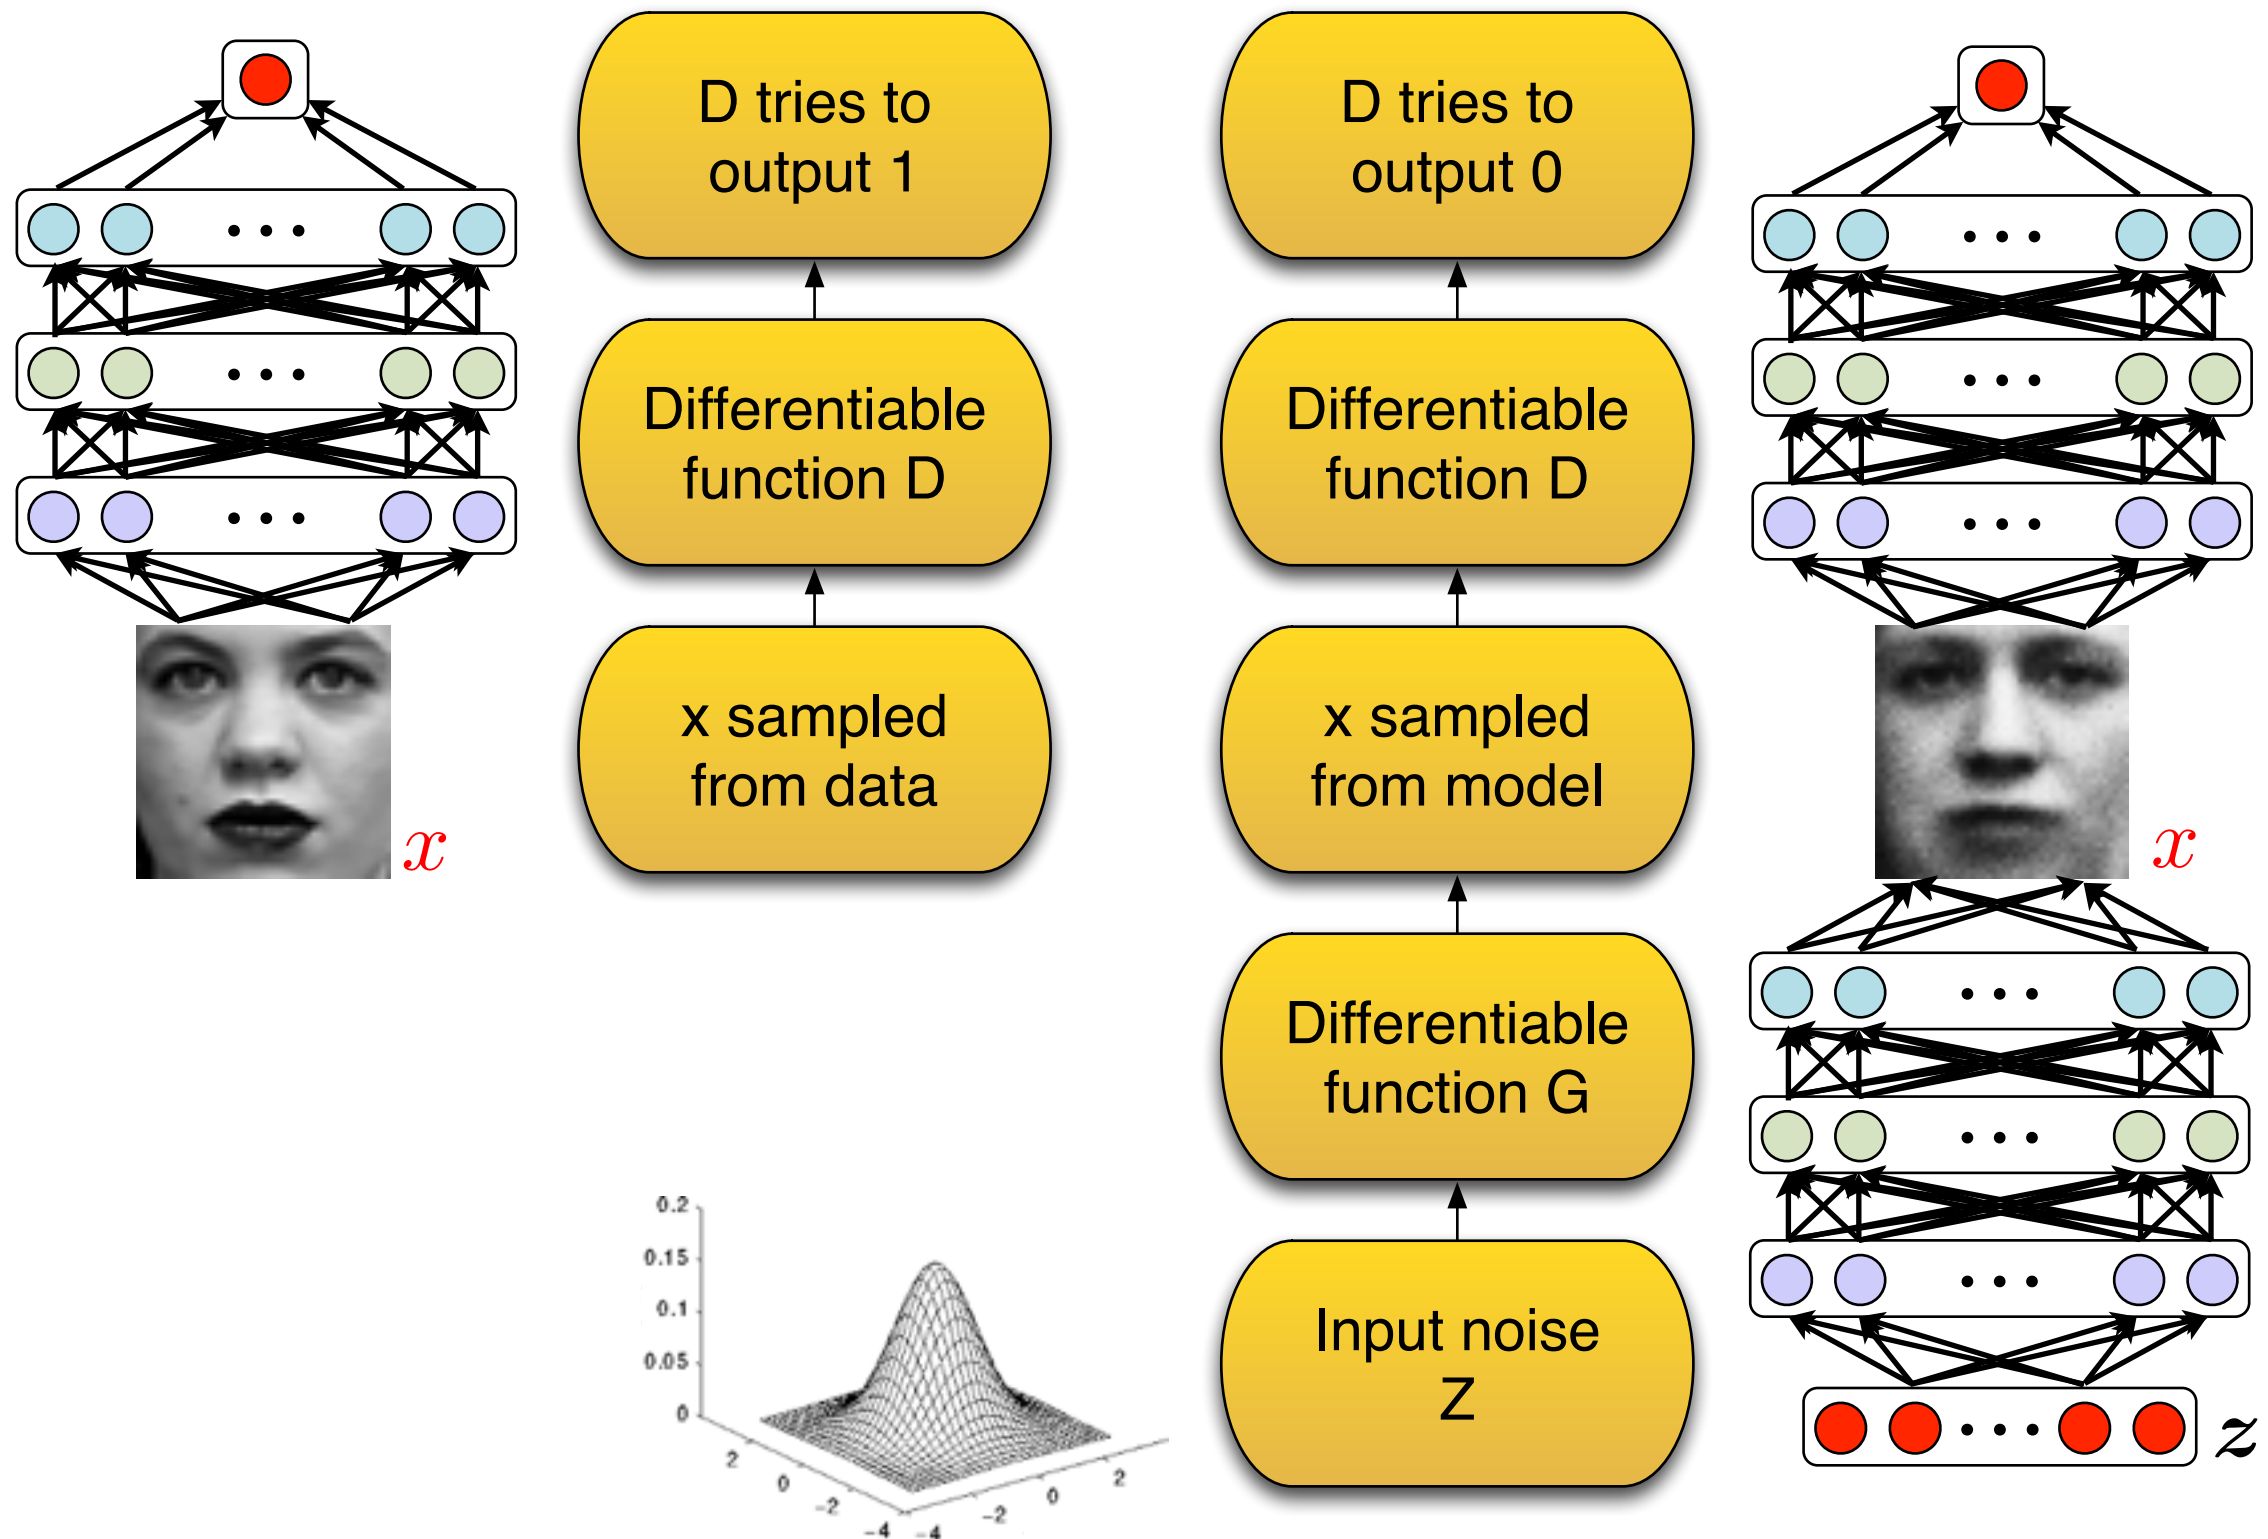 D tries to
output 1
D tries to
output 0
Differentiable
function D
Differentiable
function D
x sampled
from data
x sampled
from model
x
x
Differentiable
function G
Input noise
Z
z
0.2
0.15
0.1
0.05
0
2
0
-2
-4
-4
-2
0
2